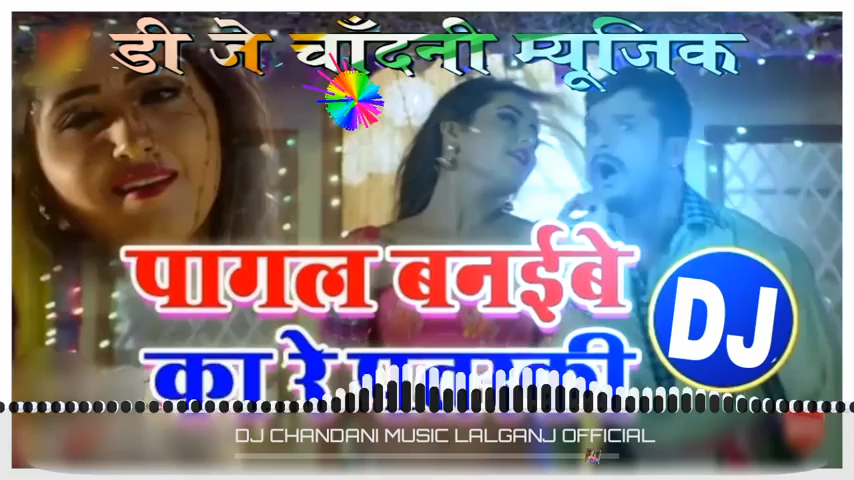 डी जे चाँदनी म्यूजिक
पागल बनईबे
का रे
DJ
DJ CHANDANI MUSIC LALGANJ OFFICIAL